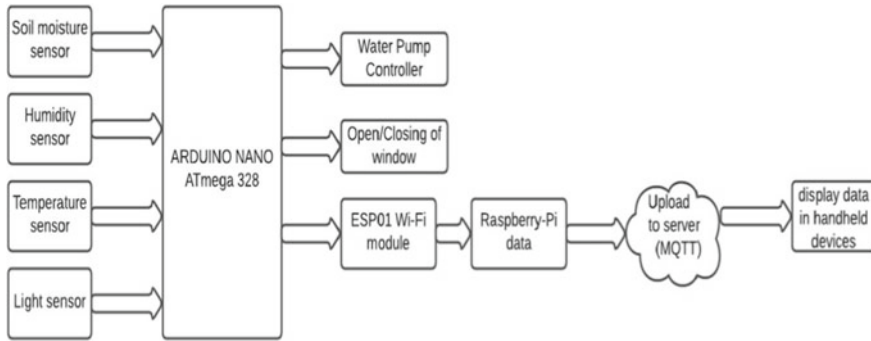 Soil moisture
sensor
Humidity
sensor
Temperature
sensor
Light sensor
ARDUINO NANO
ATmega 328
Water Pump
Controller
Open/Closing of
window
ESP01 Wi-Fi
module
Raspberry-Pi
data
Upload
to server
(MQTT)
display data
in handheld
devices